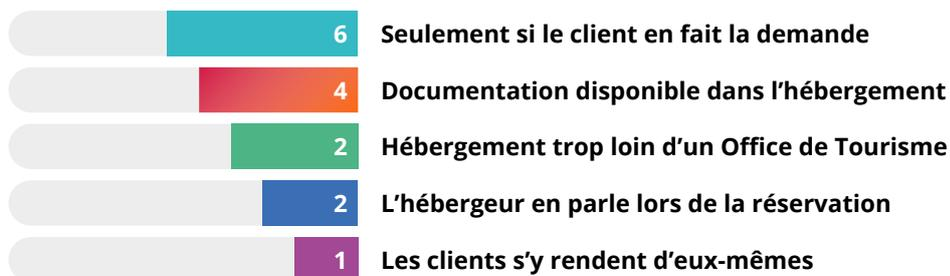 6 Seulement si le client en fait la demande
4 Documentation disponible dans l’hébergement
2 Hébergement trop loin d’un Office de Tourisme
2 L’hébergeur en parle lors de la réservation
1 Les clients s’y rendent d’eux-mêmes